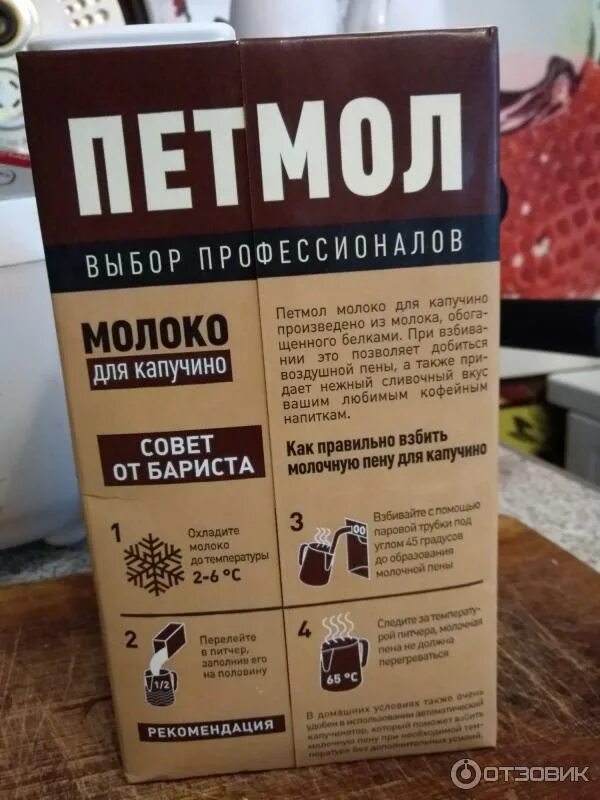 ПЕТМОЛ
ВЫБОР ПРОФЕССИОНАЛОВ
МОЛОКО
для капучино
Петмол молоко для капучино
произведено из молока, обога-
щенного белками. При взбива-
нии это позволяет добиться
воздушной пены, а также при-
дает нежный сливочный вкус
вашим любимым кофейным
напиткам.
СОВЕТ
ОТ БАРИСТА
Как правильно взбить
молочную пену для капучино
1
Охладите
молоко
до температуры
2-6 °C
2
1/2
Перелейте
в питчер,
заполнив его
на половину
3
Взбивайте с помощью
паровой трубки под
углом 45 градусов
до образования
молочной пены
4
65 °C
Следите за температу-
рой питчера, молочная
пена не должна
перегреваться
РЕКОМЕНДАЦИЯ
В домашних условиях также очень
удобен в использовании автоматический
капучинатор, который поможет взбить
молочную пену при необходимой тем-
пературе без дополнительных усилий.
ОТЗОВИК